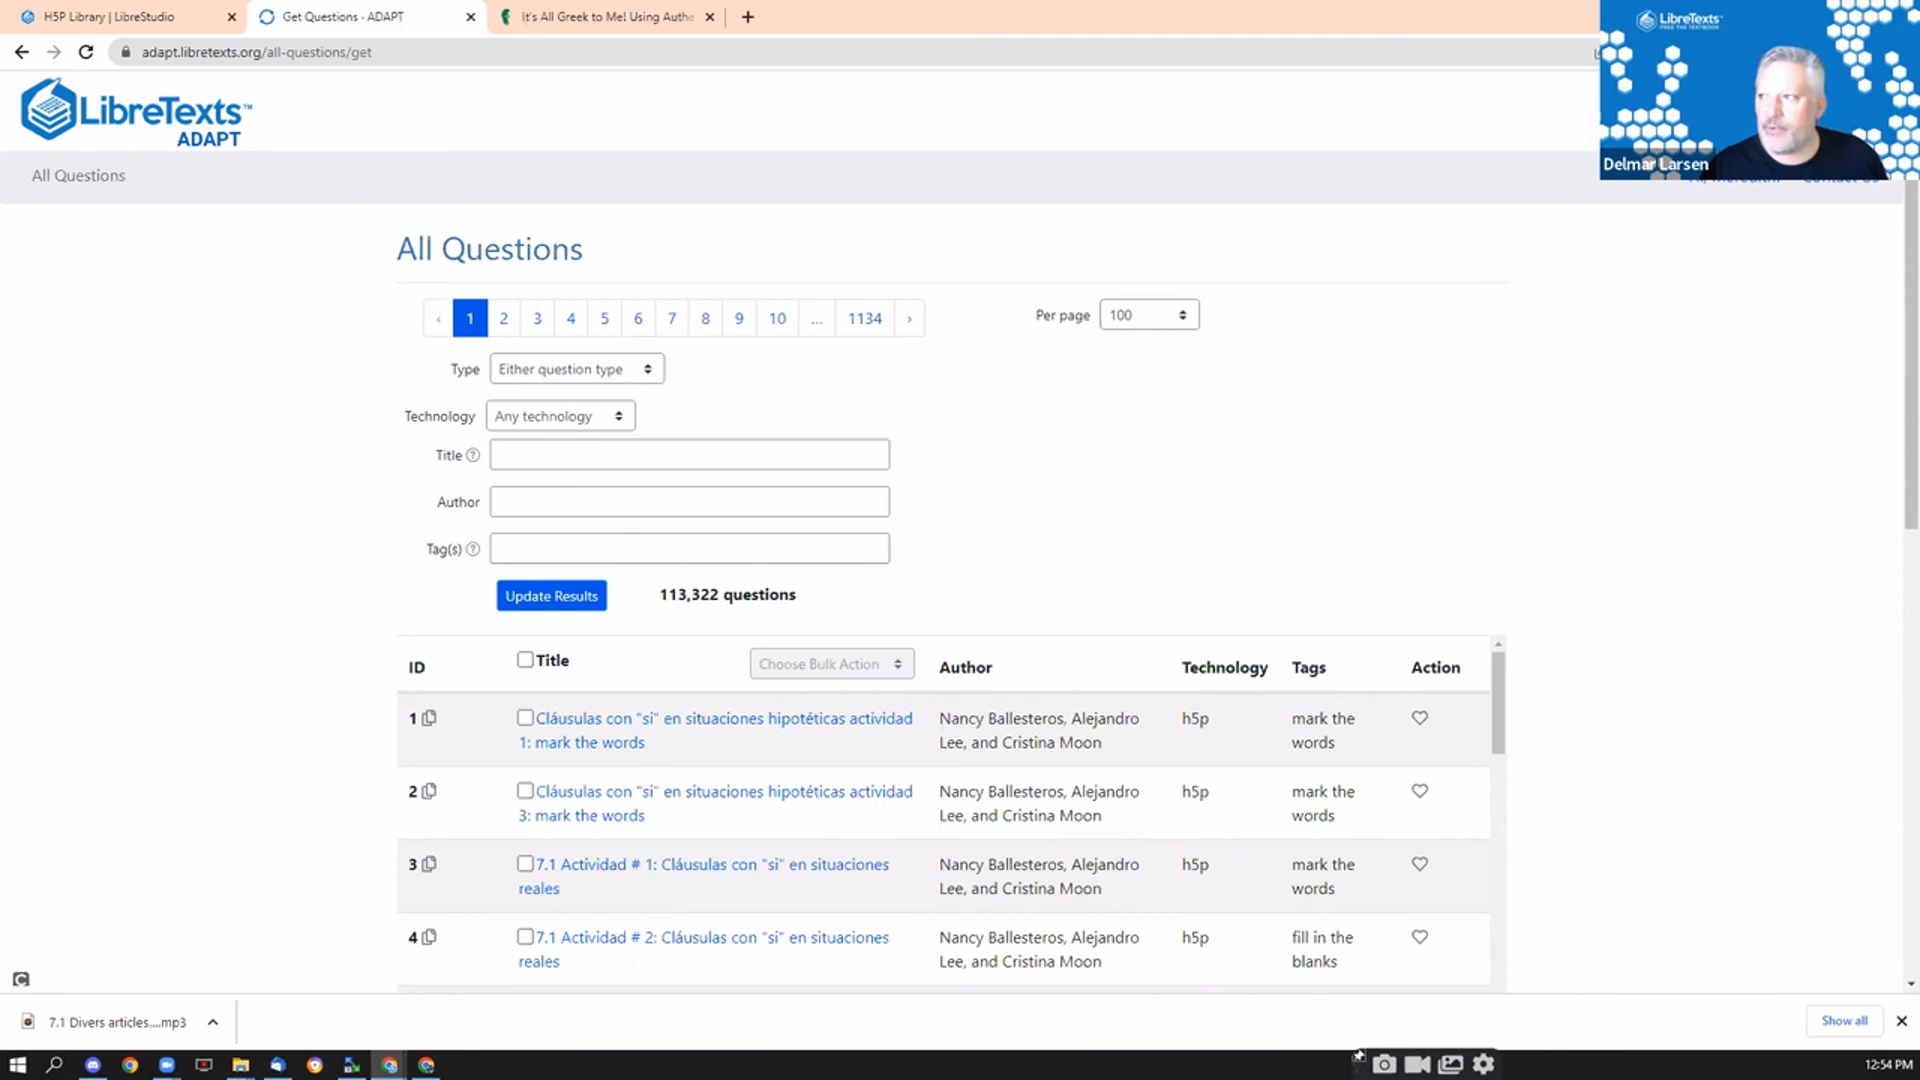 H5P Library | LibreStudio
Get Questions - ADAPT
It's All Greek to Me! Using Authe
adapt.libretexts.org/all-questions/get
LibreTexts
FREE THE TEXTBOOK
Delmar Larsen
LibreTexts™
ADAPT
All Questions
Contact Us
All Questions
‹ 1 2 3 4 5 6 7 8 9 10 ... 1134 ›
Per page 100
Type Either question type
Technology Any technology
Title
Author
Tag(s)
Update Results 113,322 questions
ID Title Choose Bulk Action Author Technology Tags Action
1 Cláusulas con "si" en situaciones hipotéticas actividad Nancy Ballesteros, Alejandro h5p mark the
1: mark the words Lee, and Cristina Moon words
2 Cláusulas con "si" en situaciones hipotéticas actividad Nancy Ballesteros, Alejandro h5p mark the
3: mark the words Lee, and Cristina Moon words
3 7.1 Actividad # 1: Cláusulas con "si" en situaciones Nancy Ballesteros, Alejandro h5p mark the
reales Lee, and Cristina Moon words
4 7.1 Actividad # 2: Cláusulas con "si" en situaciones Nancy Ballesteros, Alejandro h5p fill in the
reales Lee, and Cristina Moon blanks
7.1 Divers articles....mp3
Show all
12:54 PM